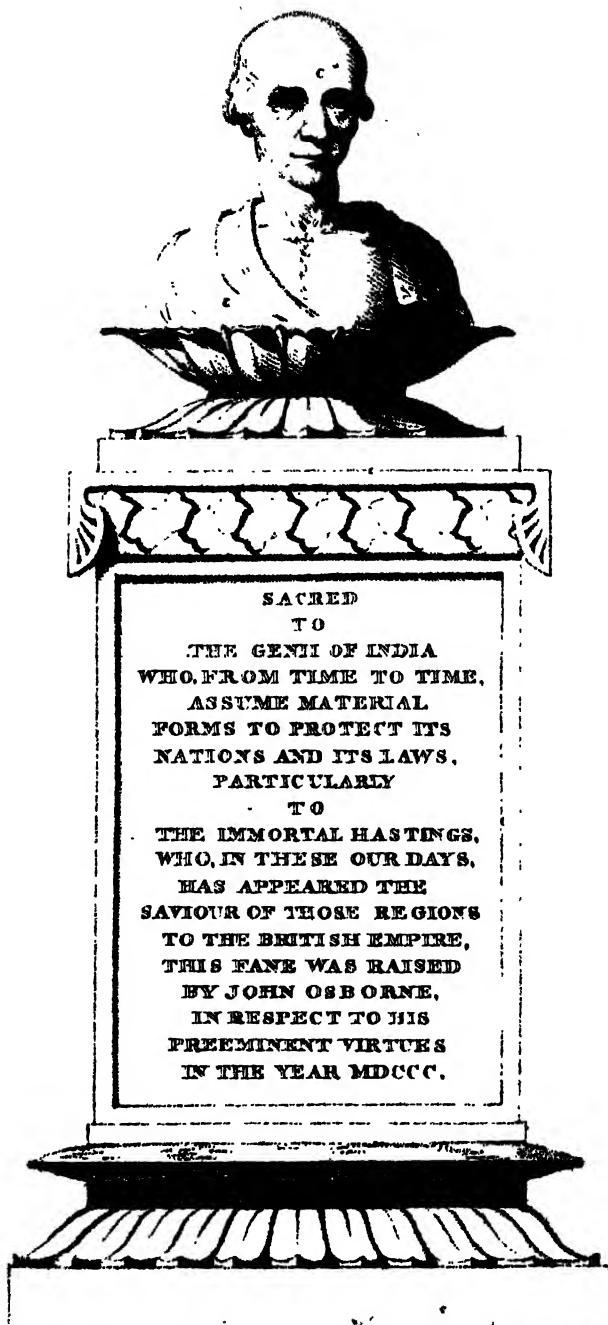 SACRED
TO
THE GENII OF INDIA
WHO, FROM TIME TO TIME,
ASSUME MATERIAL
FORMS TO PROTECT ITS
NATIONS AND ITS LAWS,
PARTICULARLY
TO
THE IMMORTAL HASTINGS,
WHO, IN THESE OUR DAYS,
HAS APPEARED THE
SAVIOUR OF THOSE REGIONS
TO THE BRITISH EMPIRE,
THIS FANE WAS RAISED
BY JOHN OSBORNE,
IN RESPECT TO HIS
PREEMINENT VIRTUES
IN THE YEAR MDCCC.